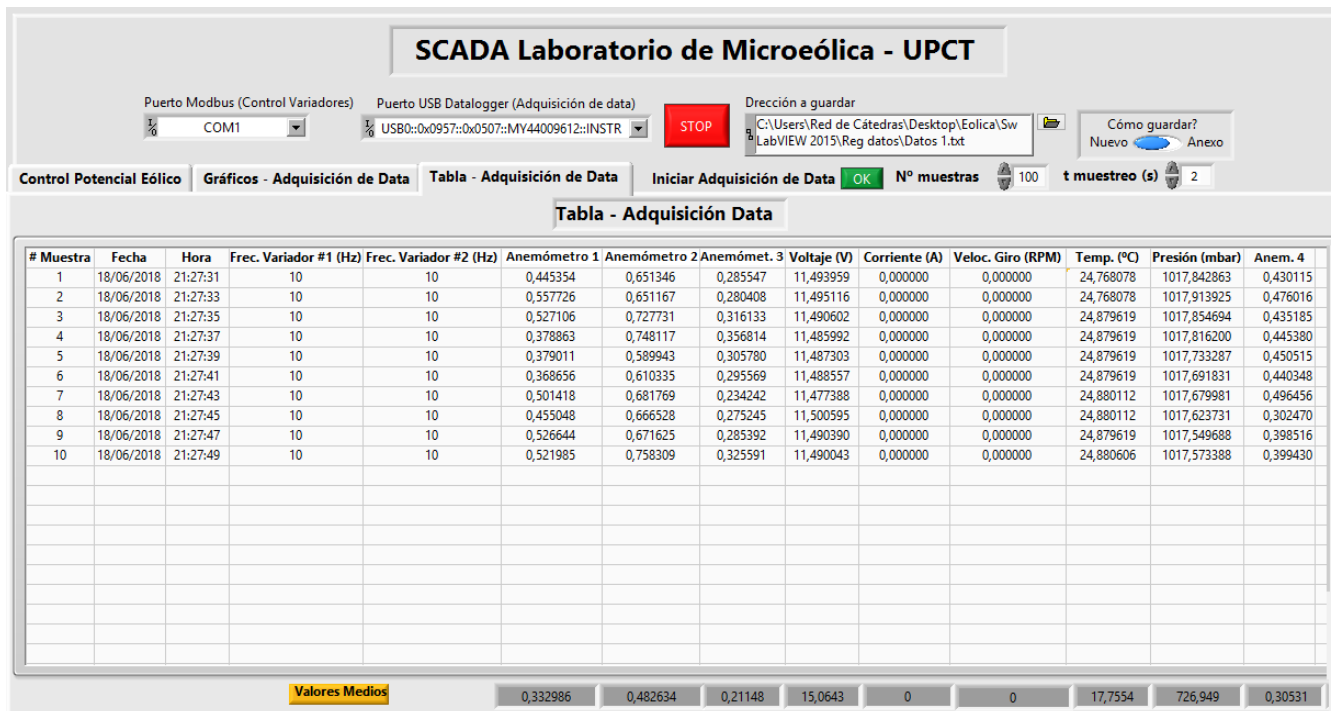 SCADA Laboratorio de Microeólica - UPCT
Puerto Modbus (Control Variadores) Puerto USB Datalogger (Adquisición de data) Drección a guardar
I/0 COM1 I/0 USB0::0x0957::0x0507::MY44009612::INSTR STOP C:\Users\Red de Cátedras\Desktop\Eolica\Sw
LabVIEW 2015\Reg datos\Datos 1.txt
Cómo guardar?
Nuevo Anexo
Control Potencial Eólico Gráficos - Adquisición de Data Tabla - Adquisición de Data Iniciar Adquisición de Data OK Nº muestras 100 t muestreo (s) 2
Tabla - Adquisición Data
# Muestra Fecha Hora Frec. Variador #1 (Hz) Frec. Variador #2 (Hz) Anemómetro 1 Anemómetro 2 Anemómet. 3 Voltaje (V) Corriente (A) Veloc. Giro (RPM) Temp. (ºC) Presión (mbar) Anem. 4
1 18/06/2018 21:27:31 10 10 0,445354 0,651346 0,285547 11,493959 0,000000 0,000000 24,768078 1017,842863 0,430115
2 18/06/2018 21:27:33 10 10 0,557726 0,651167 0,280408 11,495116 0,000000 0,000000 24,768078 1017,913925 0,476016
3 18/06/2018 21:27:35 10 10 0,527106 0,727731 0,316133 11,490602 0,000000 0,000000 24,879619 1017,854694 0,435185
4 18/06/2018 21:27:37 10 10 0,378863 0,748117 0,356814 11,485992 0,000000 0,000000 24,879619 1017,816200 0,445380
5 18/06/2018 21:27:39 10 10 0,379011 0,589943 0,305780 11,487303 0,000000 0,000000 24,879619 1017,733287 0,450515
6 18/06/2018 21:27:41 10 10 0,368656 0,610335 0,295569 11,488557 0,000000 0,000000 24,879619 1017,691831 0,440348
7 18/06/2018 21:27:43 10 10 0,501418 0,681769 0,234242 11,477388 0,000000 0,000000 24,880112 1017,679981 0,496456
8 18/06/2018 21:27:45 10 10 0,455048 0,666528 0,275245 11,500595 0,000000 0,000000 24,880112 1017,623731 0,302470
9 18/06/2018 21:27:47 10 10 0,526644 0,671625 0,285392 11,490390 0,000000 0,000000 24,879619 1017,549688 0,398516
10 18/06/2018 21:27:49 10 10 0,521985 0,758309 0,325591 11,490043 0,000000 0,000000 24,880606 1017,573388 0,399430
Valores Medios 0,332986 0,482634 0,21148 15,0643 0 0 17,7554 726,949 0,30531